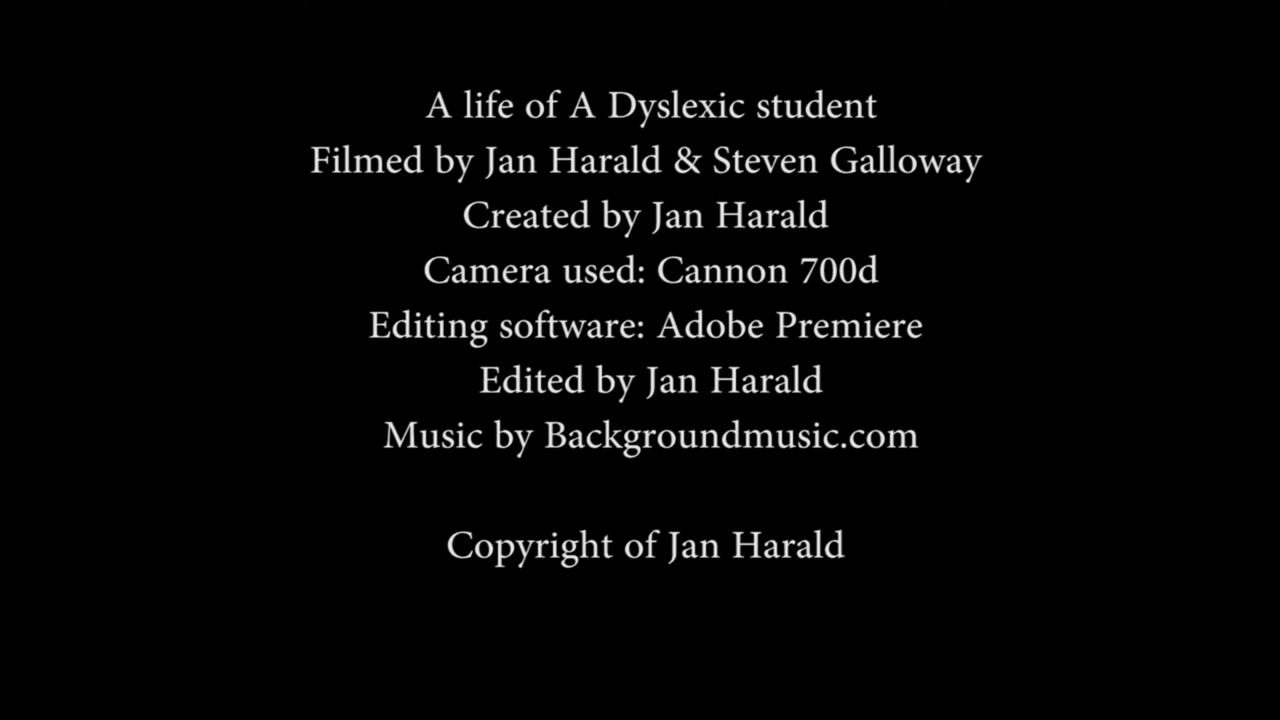 A life of A Dyslexic student
Filmed by Jan Harald & Steven Galloway
Created by Jan Harald
Camera used: Cannon 700d
Editing software: Adobe Premiere
Edited by Jan Harald
Music by Backgroundmusic.com
Copyright of Jan Harald